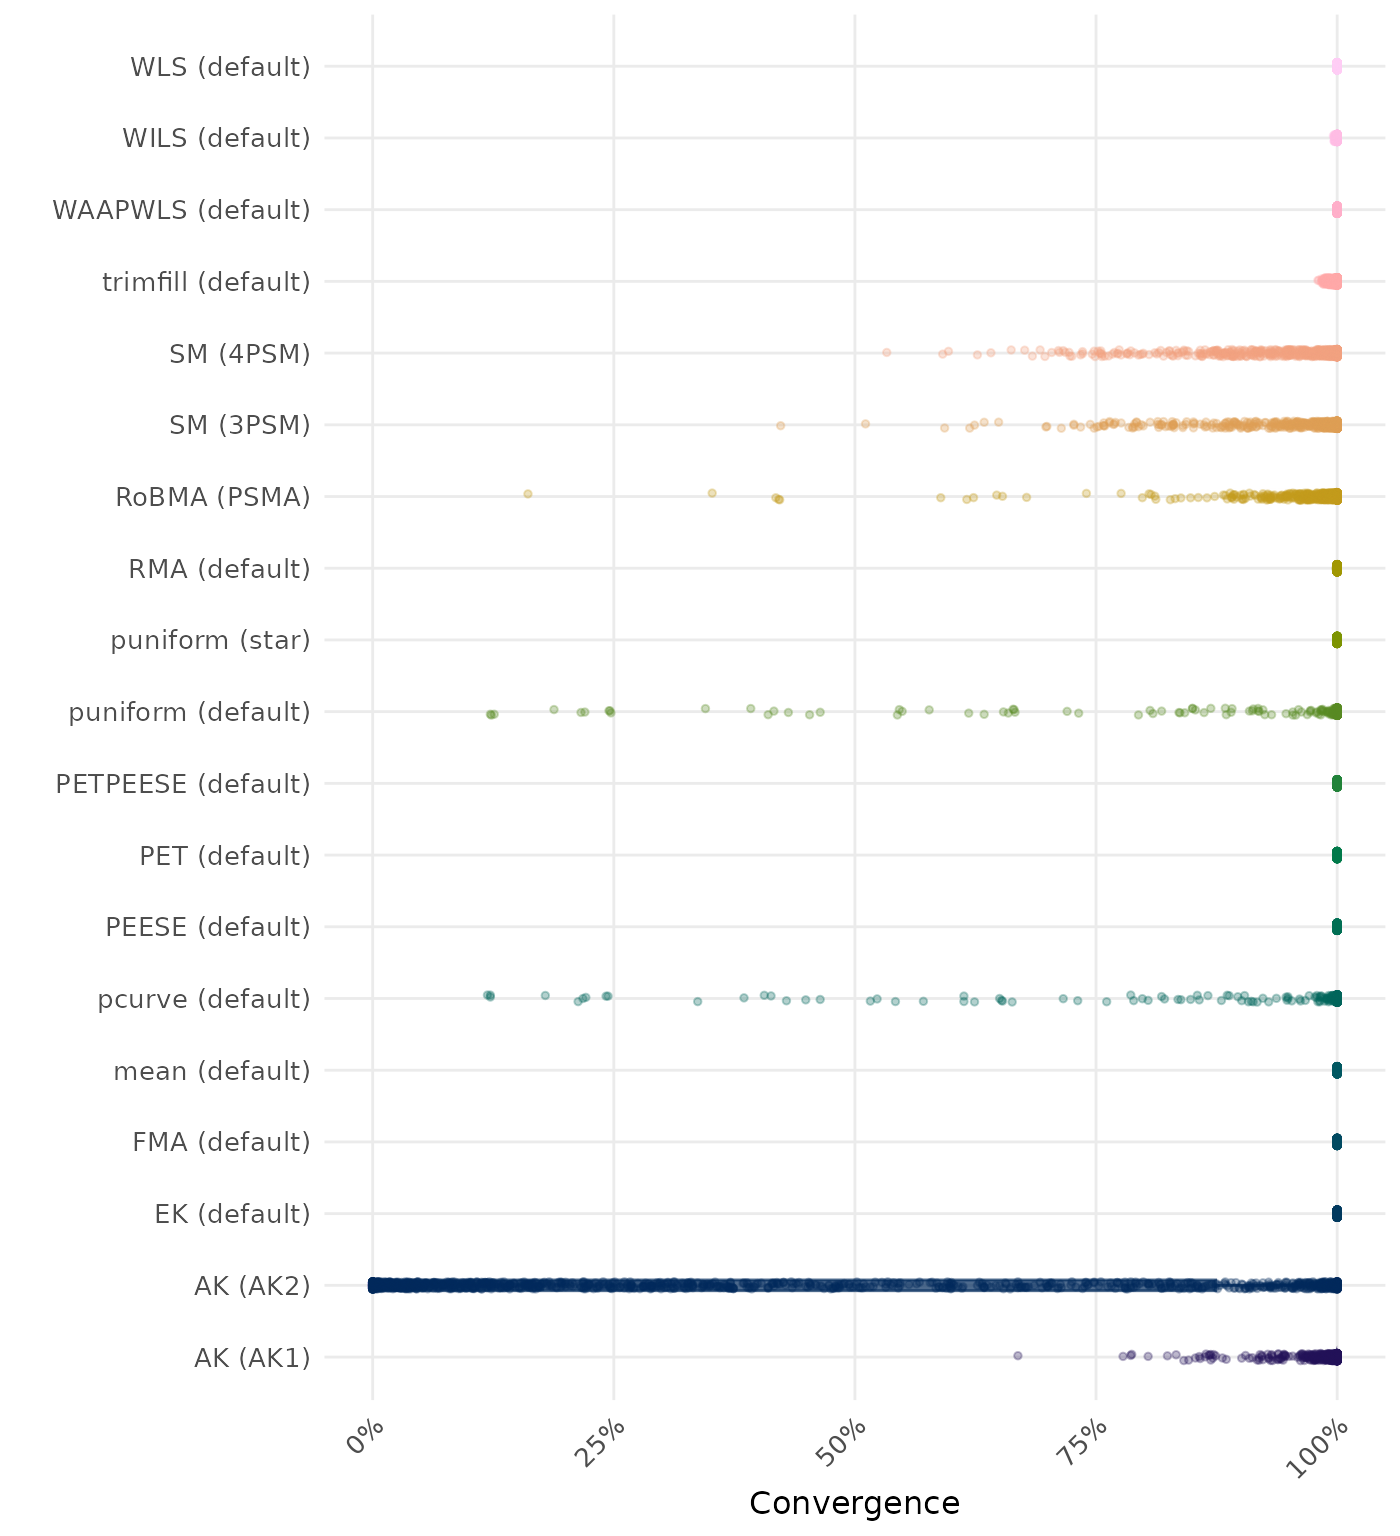 WLS (default)
WILS (default)
WAAPWLS (default)
trimfill (default)
SM (4PSM)
SM (3PSM)
RoBMA (PSMA)
RMA (default)
puniform (star)
puniform (default)
PETPEESE (default)
PET (default)
PEESE (default)
pcurve (default)
mean (default)
FMA (default)
EK (default)
AK (AK2)
AK (AK1)
0% 25% 50% 75% 100%
Convergence